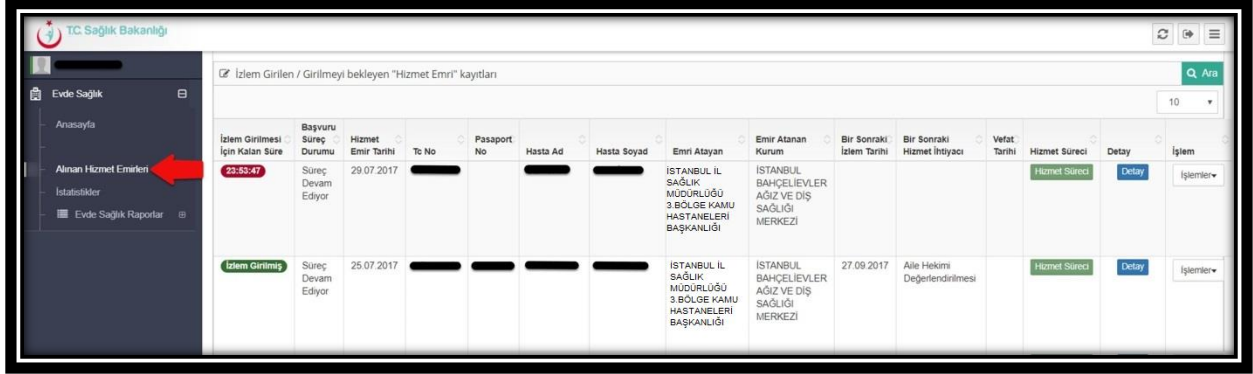 T.C. Sağlık Bakanlığı
İzlem Girilen / Girilmeyi bekleyen "Hizmet Emri" kayıtları
Ara
10
Evde Sağlık
Anasayfa
Alınan Hizmet Emirleri
İstatistikler
Evde Sağlık Raporlar
İzlem Girilmesi İçin Kalan Süre
Başvuru Süreç Durumu
Hizmet Emir Tarihi
Tc No
Pasaport No
Hasta Ad
Hasta Soyad
Emri Atayan
Emir Atanan Kurum
Bir Sonraki İzlem Tarihi
Bir Sonraki Hizmet İhtiyacı
Vefat Tarihi
Hizmet Süreci
Detay
İşlem
23:53:47
Süreç
Devam
Ediyor
29.07.2017
İSTANBUL İL
SAĞLIK
MÜDÜRLÜĞÜ
3.BÖLGE KAMU
HASTANELERİ
BAŞKANLIĞI
İSTANBUL
BAHÇELİEVLER
AĞIZ VE DİŞ
SAĞLIĞI
MERKEZİ
Hizmet Süreci
Detay
İşlemler
İzlem Girilmiş
Süreç
Devam
Ediyor
25.07.2017
İSTANBUL İL
SAĞLIK
MÜDÜRLÜĞÜ
3.BÖLGE KAMU
HASTANELERİ
BAŞKANLIĞI
İSTANBUL
BAHÇELİEVLER
AĞIZ VE DİŞ
SAĞLIĞI
MERKEZİ
27.09.2017
Aile Hekimi
Değerlendirilmesi
Hizmet Süreci
Detay
İşlemler